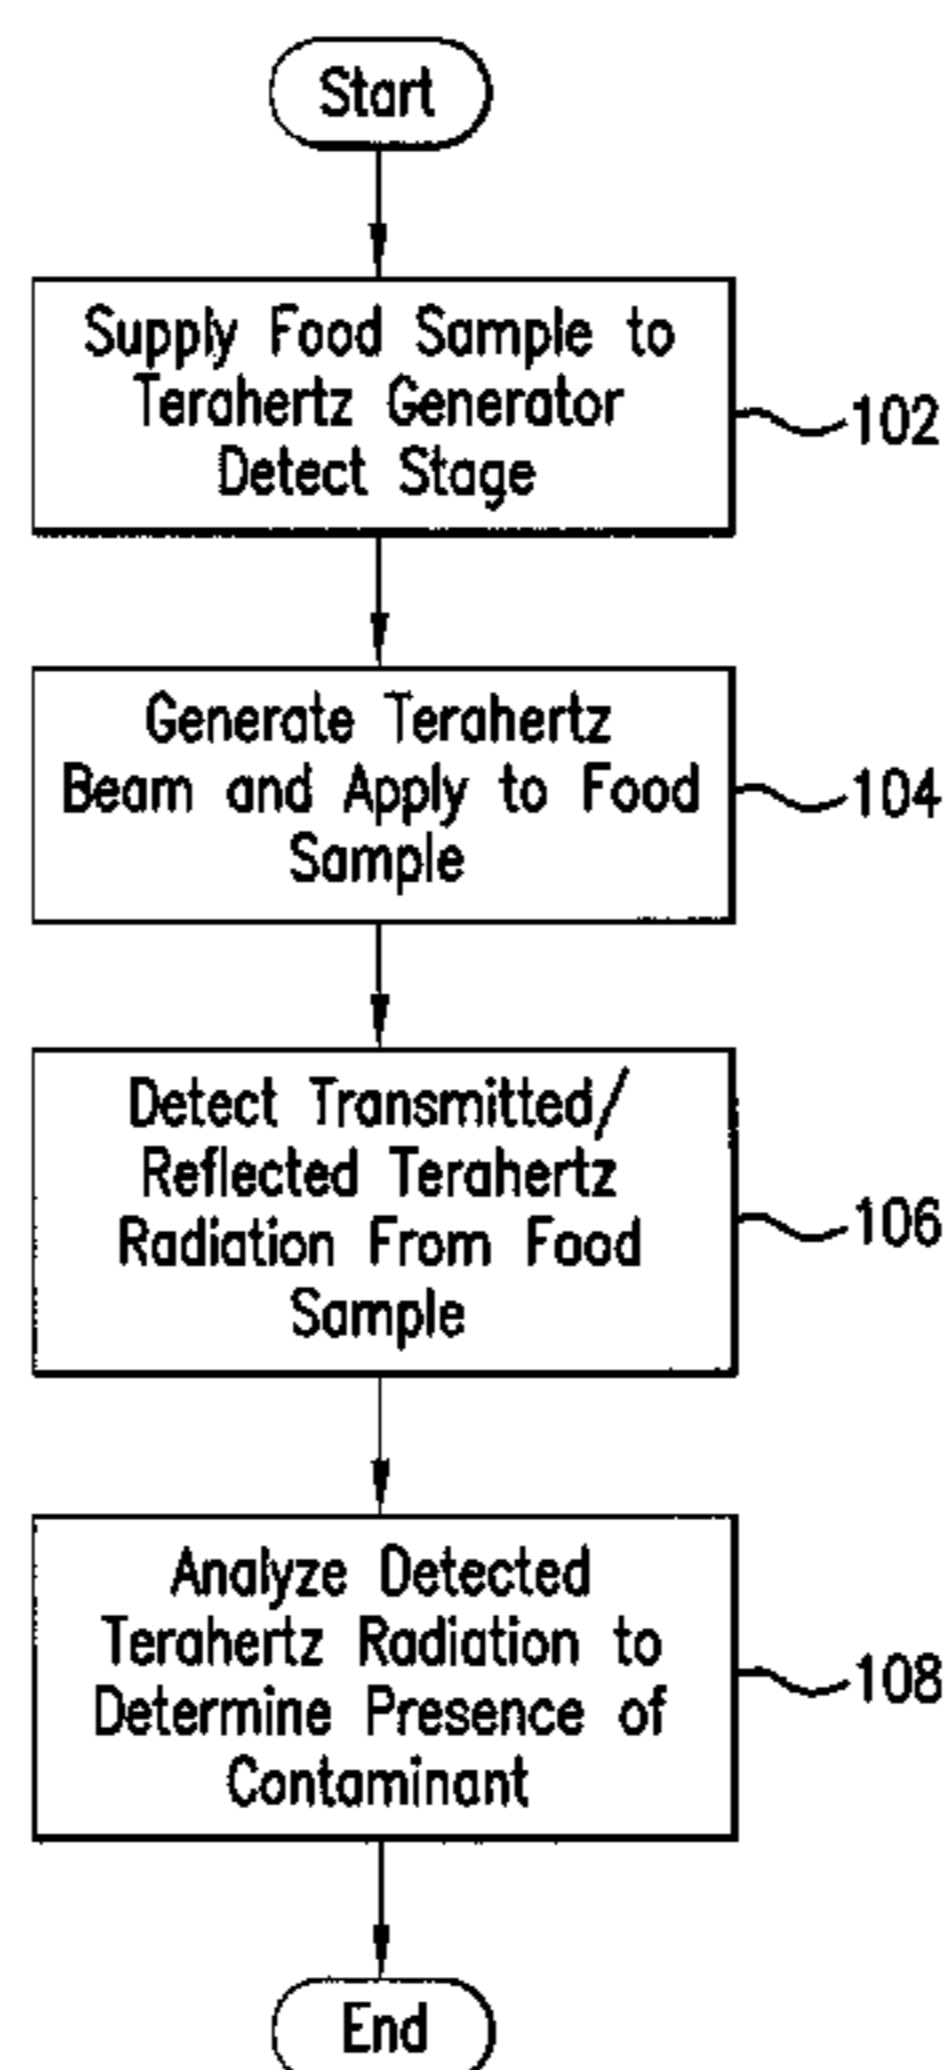 Start
Supply Food Sample to
Terahertz Generator
Detect Stage
102
Generate Terahertz
Beam and Apply to Food
Sample
104
Detect Transmitted/
Reflected Terahertz
Radiation From Food
Sample
106
Analyze Detected
Terahertz Radiation to
Determine Presence of
Contaminant
108
End